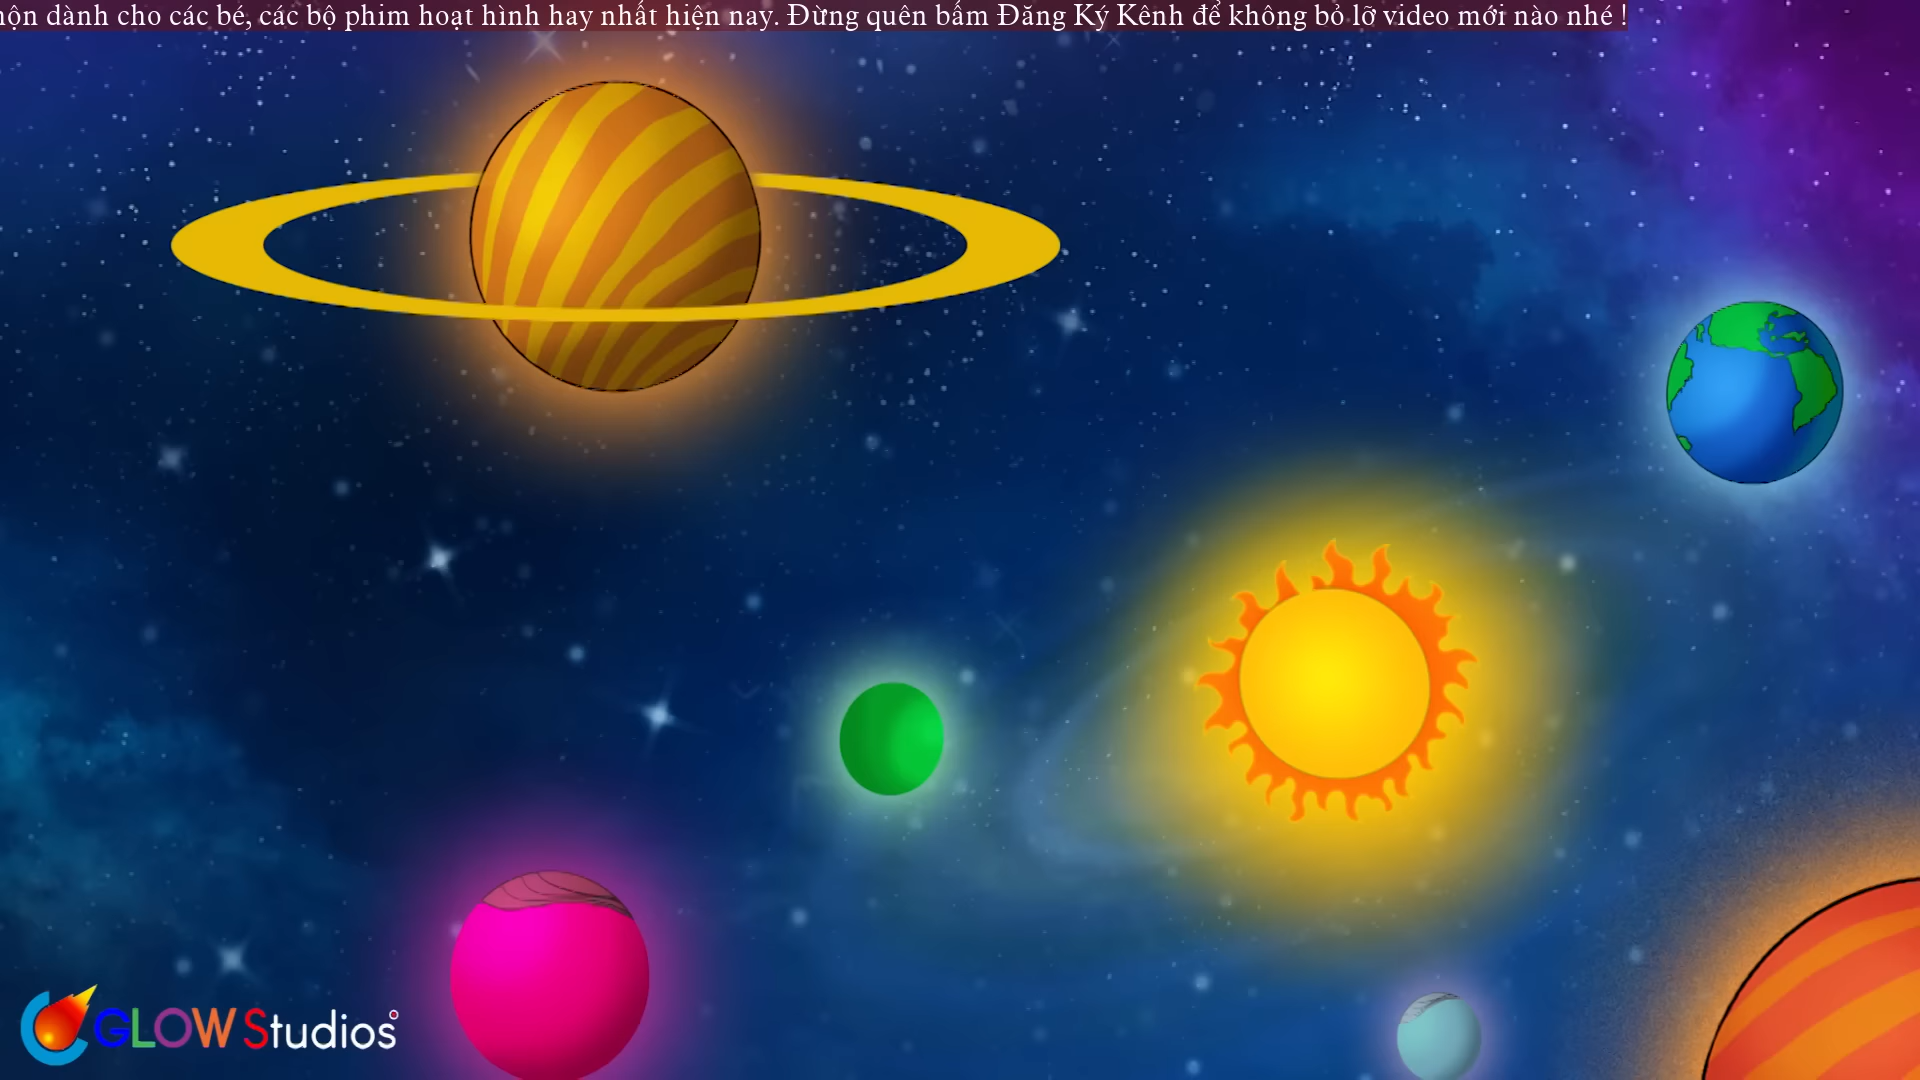 dành cho các bé, các bộ phim hoạt hình hay nhất hiện nay. Đừng quên bấm Đăng Ký Kênh để không bỏ lỡ video mới nào nhé !
GLOW Studios